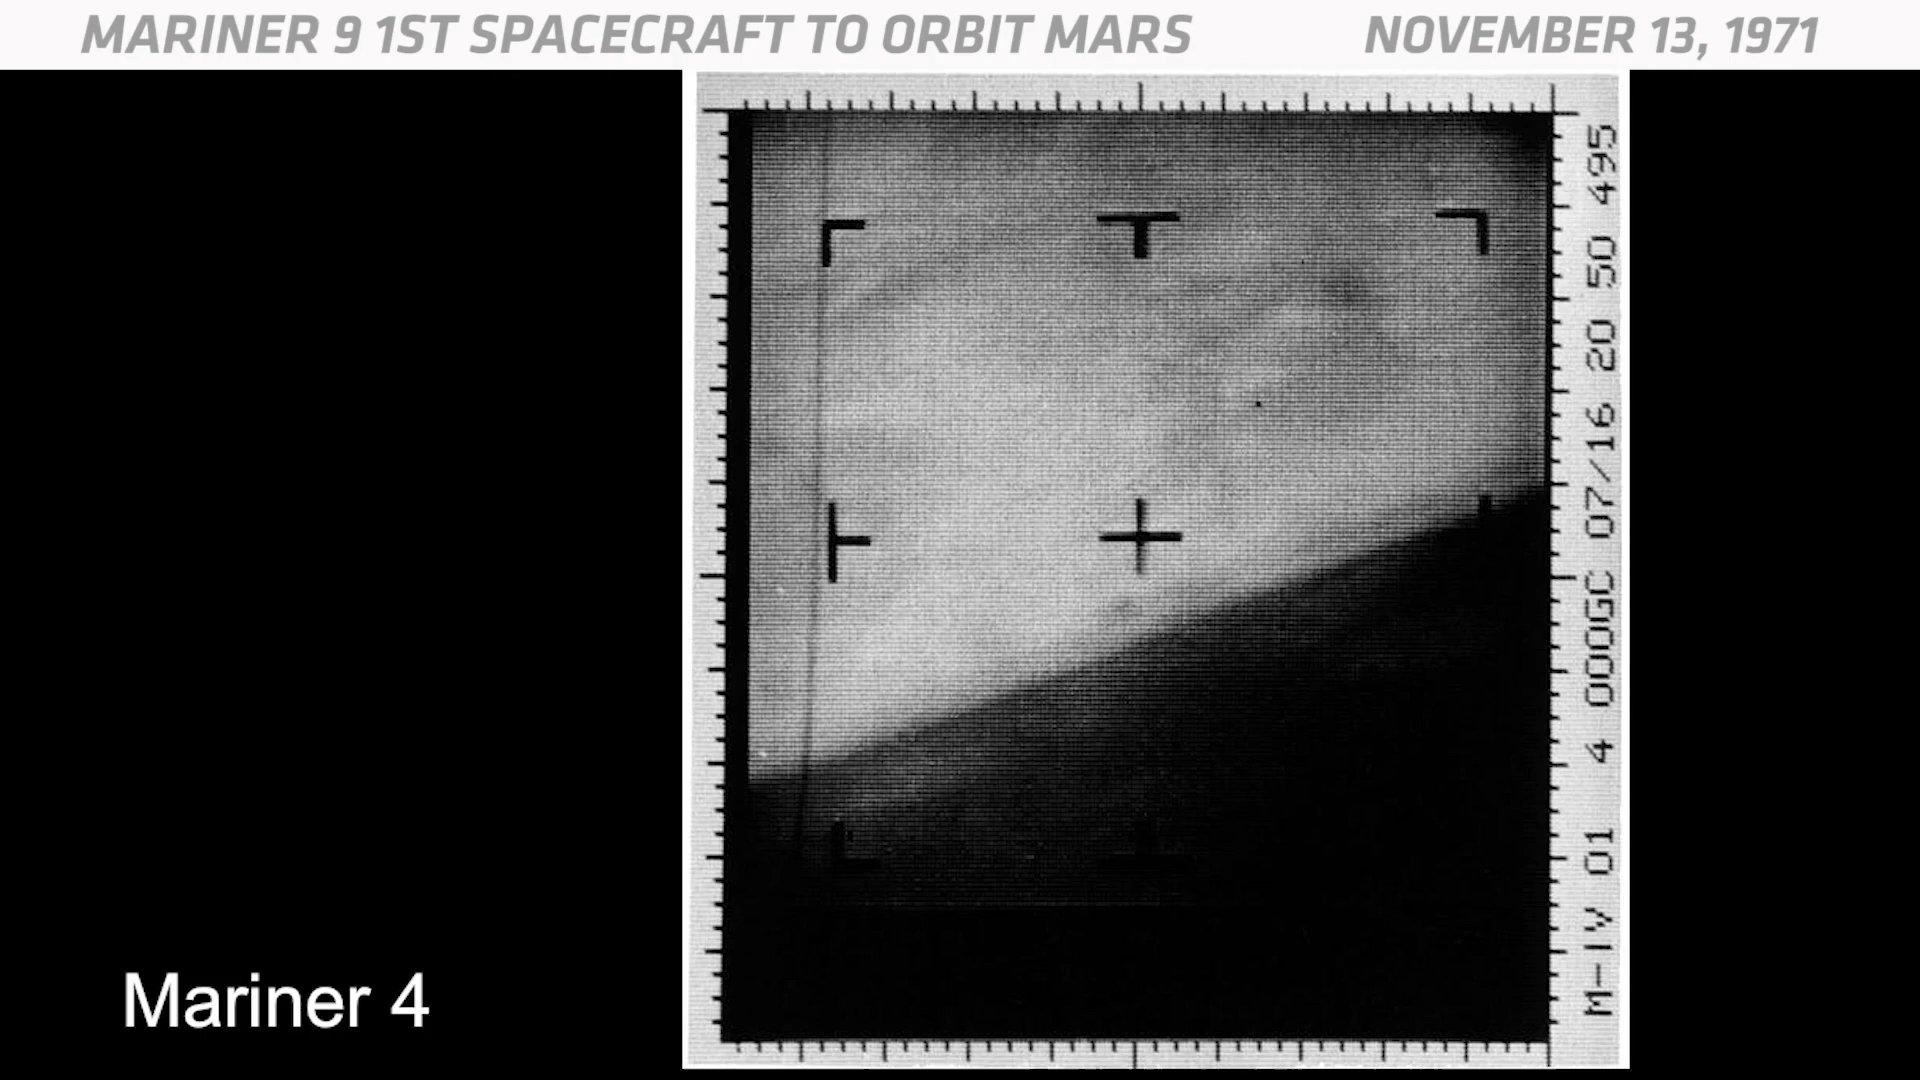 MARINER 9 1ST SPACECRAFT TO ORBIT MARS
NOVEMBER 13, 1971
M-IV 01 4 000GC 07/16 20 50 495
Mariner 4